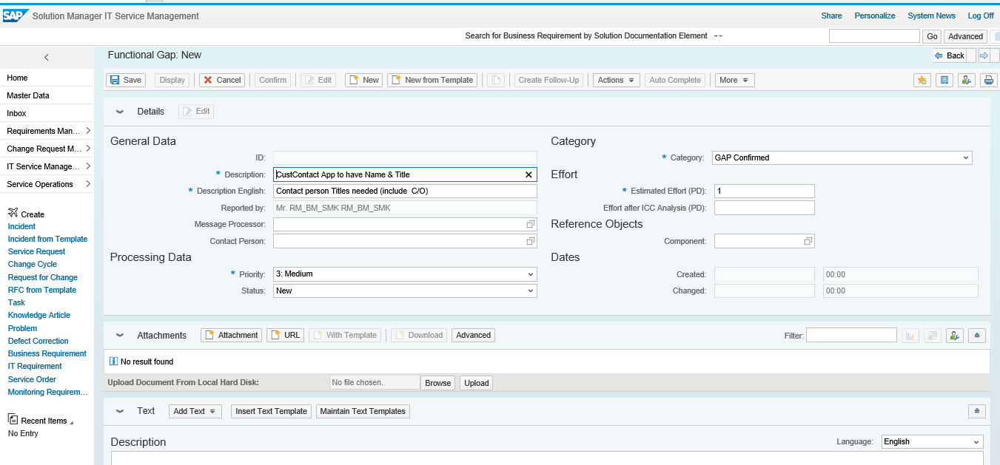 SAP Solution Manager IT Service Management
Share Personalize System News Log Off
Search for Business Requirement by Solution Documentation Element -- Go Advanced
Functional Gap: New
Back
Save Display Cancel Confirm Edit New New from Template Create Follow-Up Actions Auto Complete More
Home
Master Data
Inbox
Requirements Man...
Change Request M...
IT Service Manage...
Service Operations
Create
Incident
Incident from Template
Service Request
Change Cycle
Request for Change
RFC from Template
Task
Knowledge Article
Problem
Defect Correction
Business Requirement
IT Requirement
Service Order
Monitoring Requirem...
Recent Items
No Entry
Details Edit
General Data
ID:
* Description: CustContact App to have Name & Title
* Description English: Contact person Titles needed (include C/O)
Reported by: Mr. RM_BM_SMK RM_BM_SMK
Message Processor:
Contact Person:
Processing Data
* Priority: 3: Medium
Status: New
Category
* Category: GAP Confirmed
Effort
* Estimated Effort (PD): 1
Effort after ICC Analysis (PD):
Reference Objects
Component:
Dates
Created: 00:00
Changed: 00:00
Attachments Attachment URL With Template Download Advanced Filter:
No result found
Upload Document From Local Hard Disk: No file chosen. Browse Upload
Text Add Text Insert Text Template Maintain Text Templates
Description Language: English